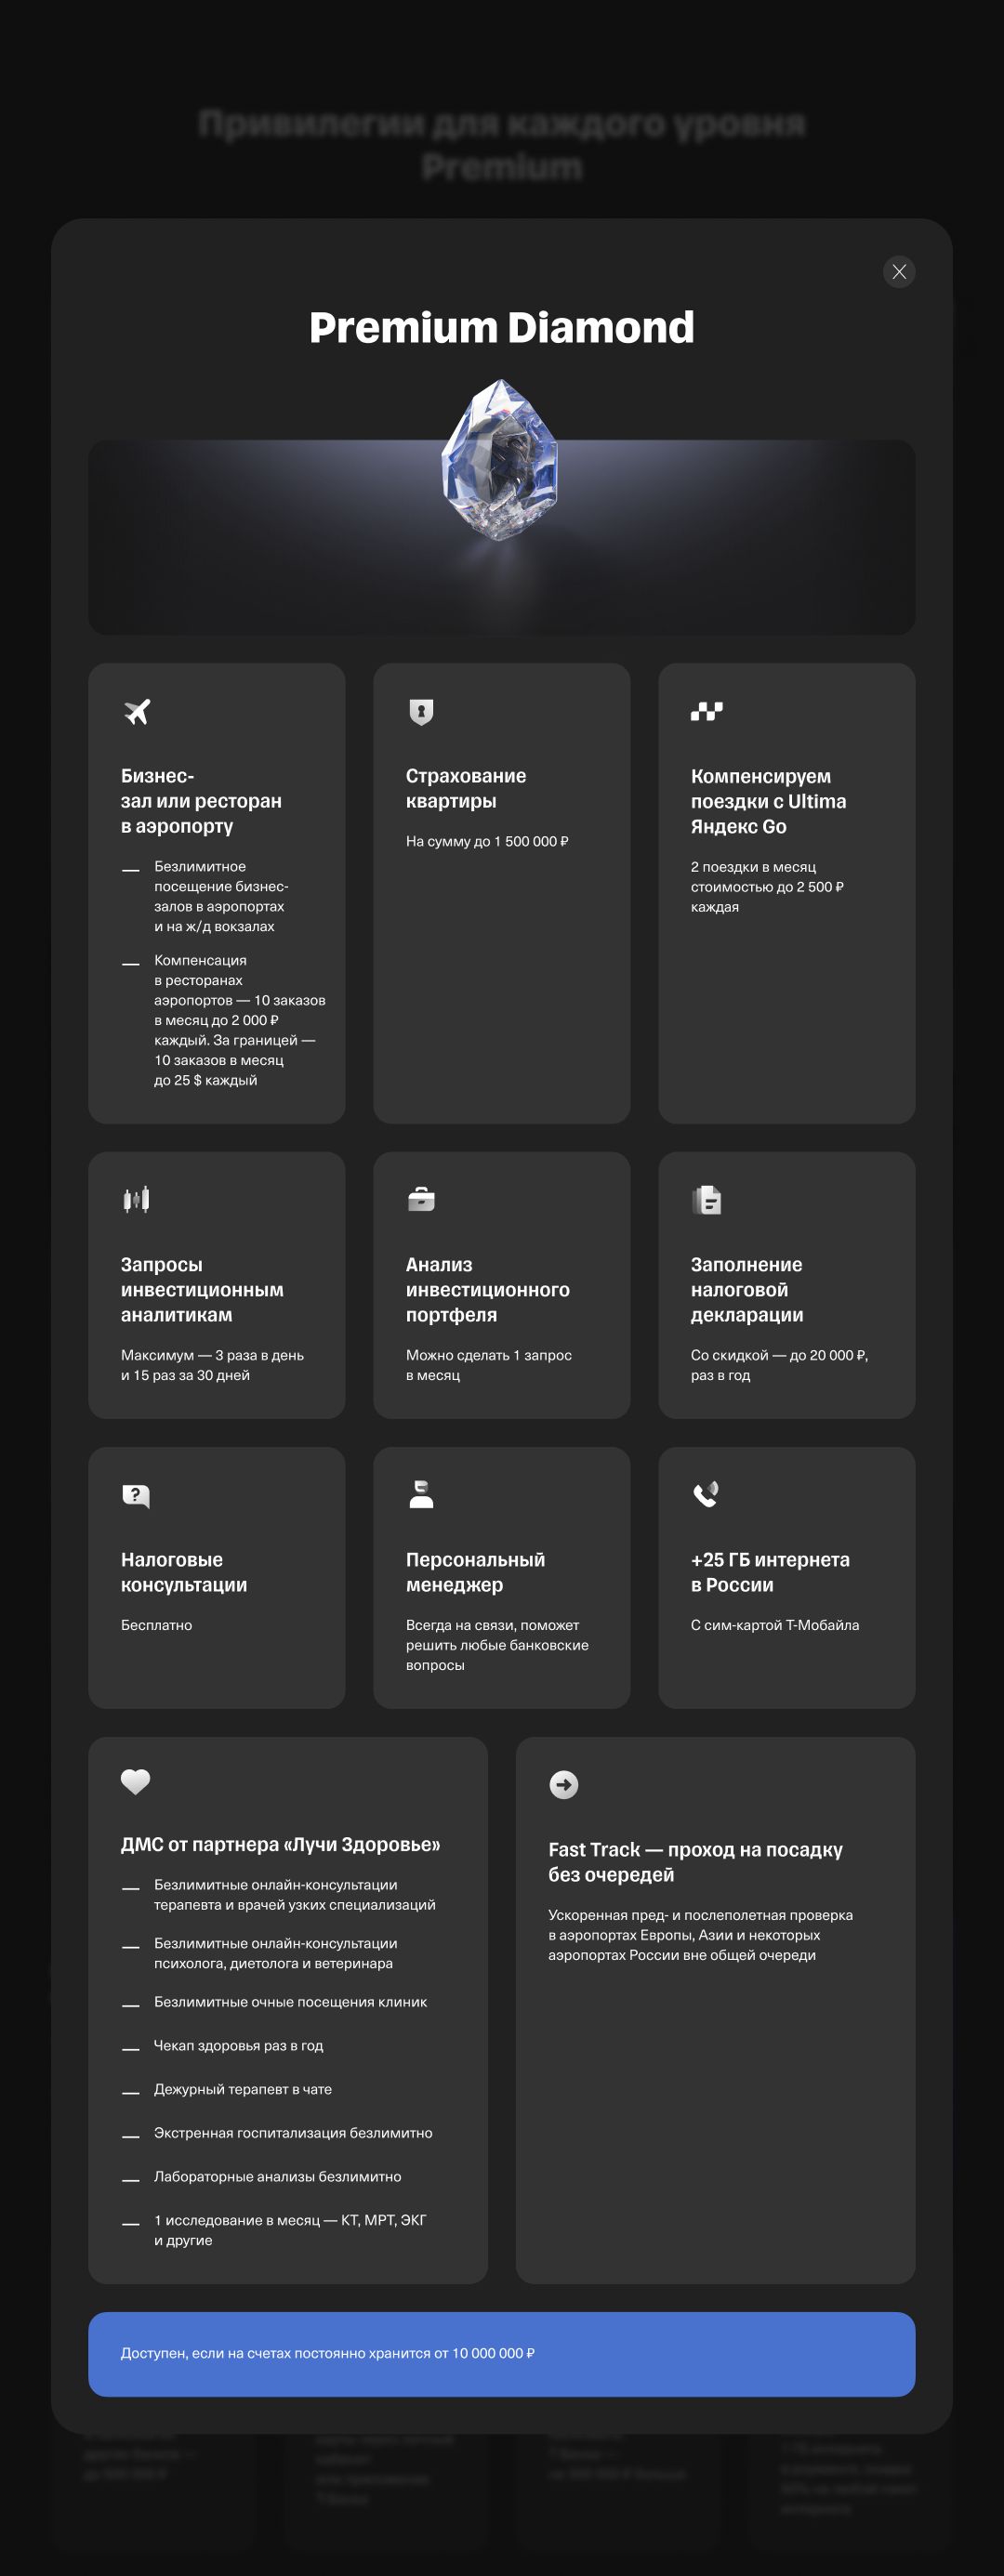 Привилегии для каждого уровня
Premium
Premium Diamond
Бизнес-
зал или ресторан
в аэропорту
— Безлимитное
посещение бизнес-
залов в аэропортах
и на ж/д вокзалах
— Компенсация
в ресторанах
аэропортов — 10 заказов
в месяц до 2 000 ₽
каждый. За границей —
10 заказов в месяц
до 25 $ каждый
Страхование
квартиры
На сумму до 1 500 000 ₽
Компенсируем
поездки с Ultima
Яндекс Go
2 поездки в месяц
стоимостью до 2 500 ₽
каждая
Запросы
инвестиционным
аналитикам
Максимум — 3 раза в день
и 15 раз за 30 дней
Анализ
инвестиционного
портфеля
Можно сделать 1 запрос
в месяц
Заполнение
налоговой
декларации
Со скидкой — до 20 000 ₽,
раз в год
Налоговые
консультации
Бесплатно
Персональный
менеджер
Всегда на связи, поможет
решить любые банковские
вопросы
+25 ГБ интернета
в России
С сим-картой Т-Мобайла
ДМС от партнера «Лучи Здоровье»
— Безлимитные онлайн-консультации
терапевта и врачей узких специализаций
— Безлимитные онлайн-консультации
психолога, диетолога и ветеринара
— Безлимитные очные посещения клиник
— Чекап здоровья раз в год
— Дежурный терапевт в чате
— Экстренная госпитализация безлимитно
— Лабораторные анализы безлимитно
— 1 исследование в месяц — КТ, МРТ, ЭКГ
и другие
Fast Track — проход на посадку
без очередей
Ускоренная пред- и послеполетная проверка
в аэропортах Европы, Азии и некоторых
аэропортах России вне общей очереди
Доступен, если на счетах постоянно хранится от 10 000 000 ₽